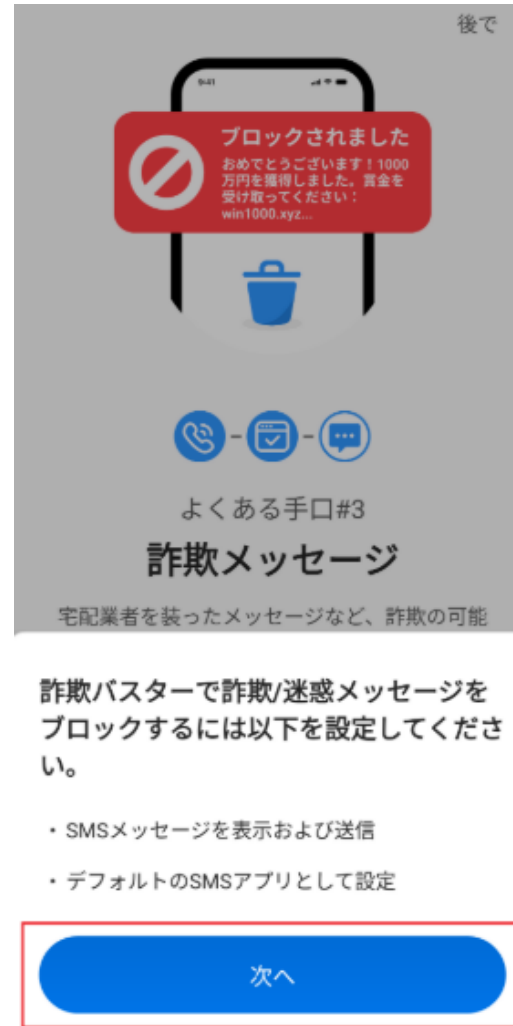 後で
9:41
ブロックされました
おめでとうございます！1000
万円を獲得しました。賞金を
受け取ってください：
win1000.xyz...
よくある手口#3
詐欺メッセージ
宅配業者を装ったメッセージなど、詐欺の可能
詐欺バスターで詐欺/迷惑メッセージを
ブロックするには以下を設定してくださ
い。
・SMSメッセージを表示および送信
・デフォルトのSMSアプリとして設定
次へ